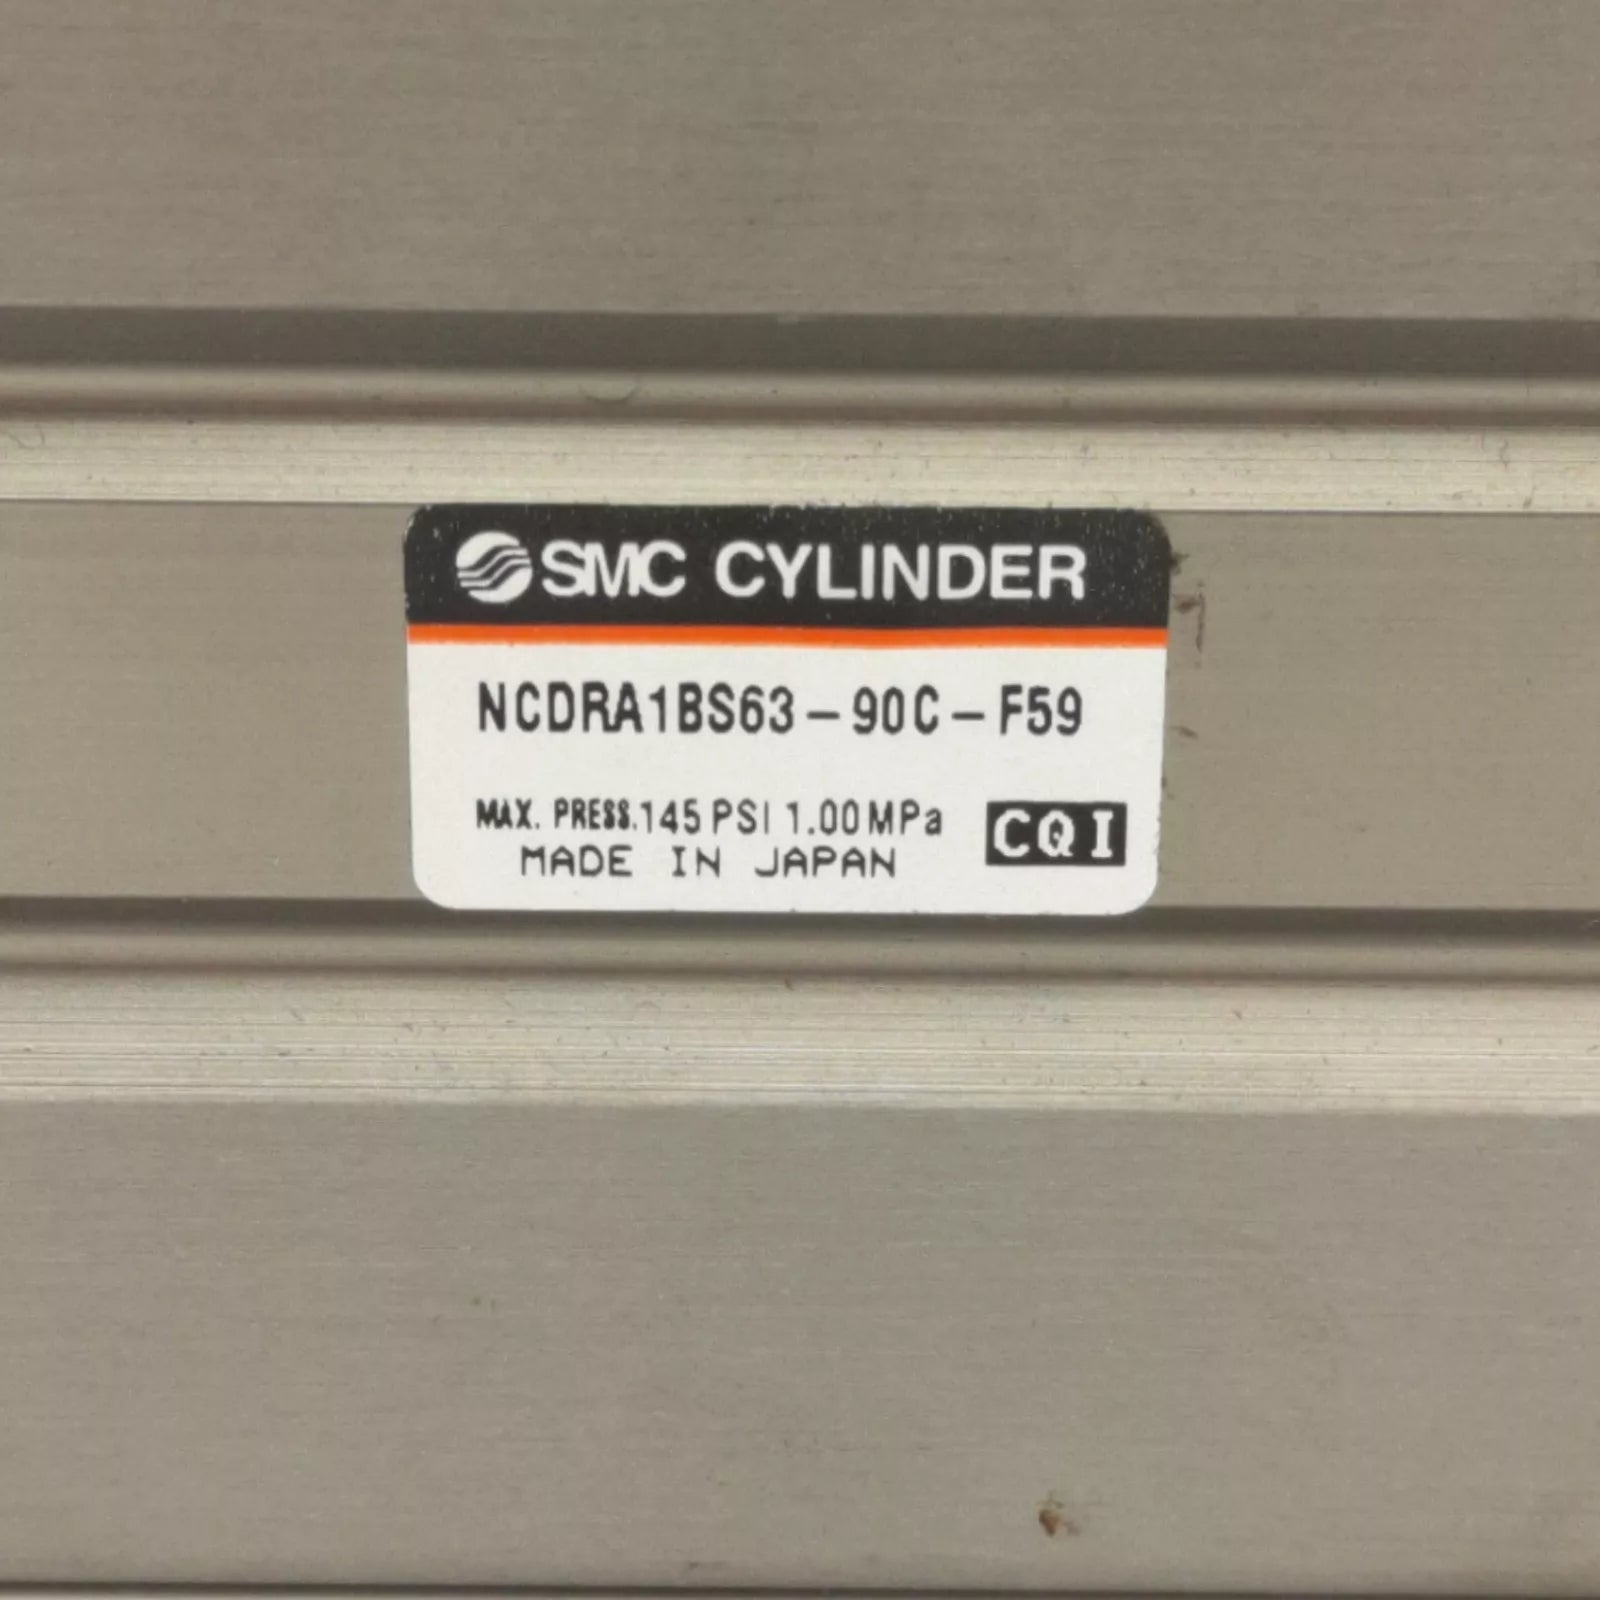 SMC CYLINDER
NCDRA1BS63-90C-F59
MAX. PRESS. 145 PSI 1.00 MPa
MADE IN JAPAN
CQI